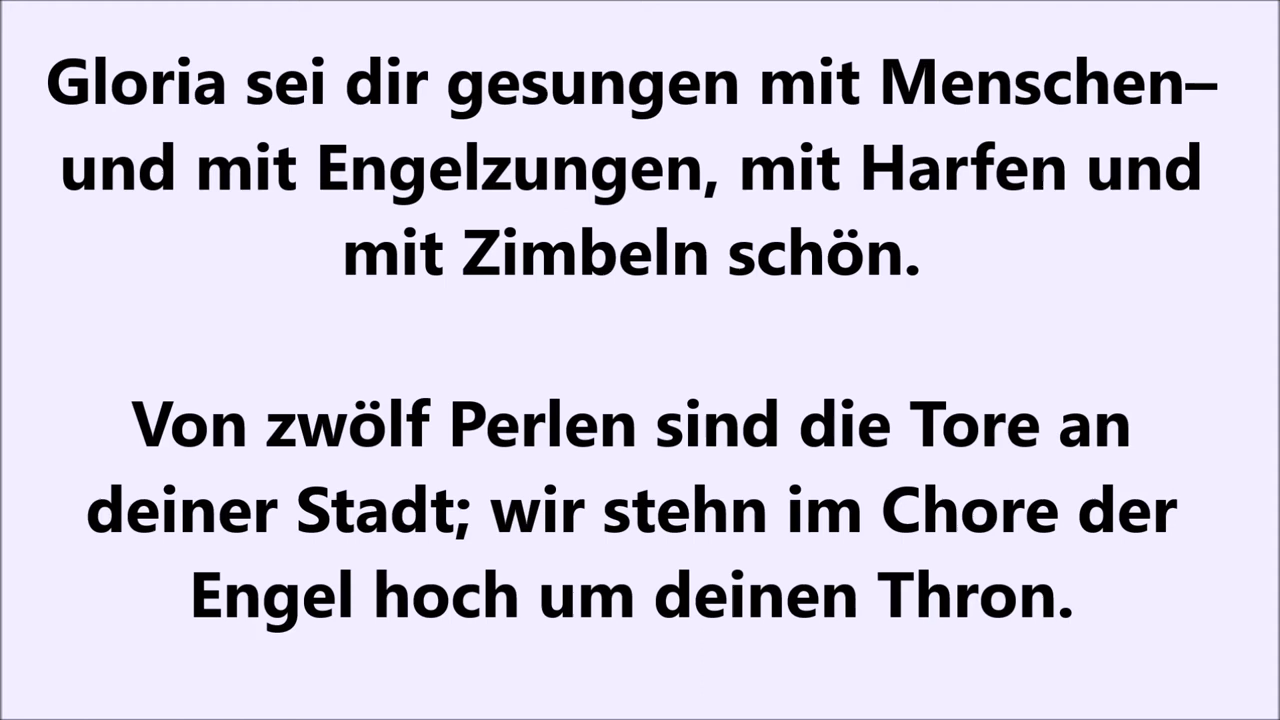 Gloria sei dir gesungen mit Menschen–
und mit Engelzungen, mit Harfen und
mit Zimbeln schön.
Von zwölf Perlen sind die Tore an
deiner Stadt; wir stehn im Chore der
Engel hoch um deinen Thron.